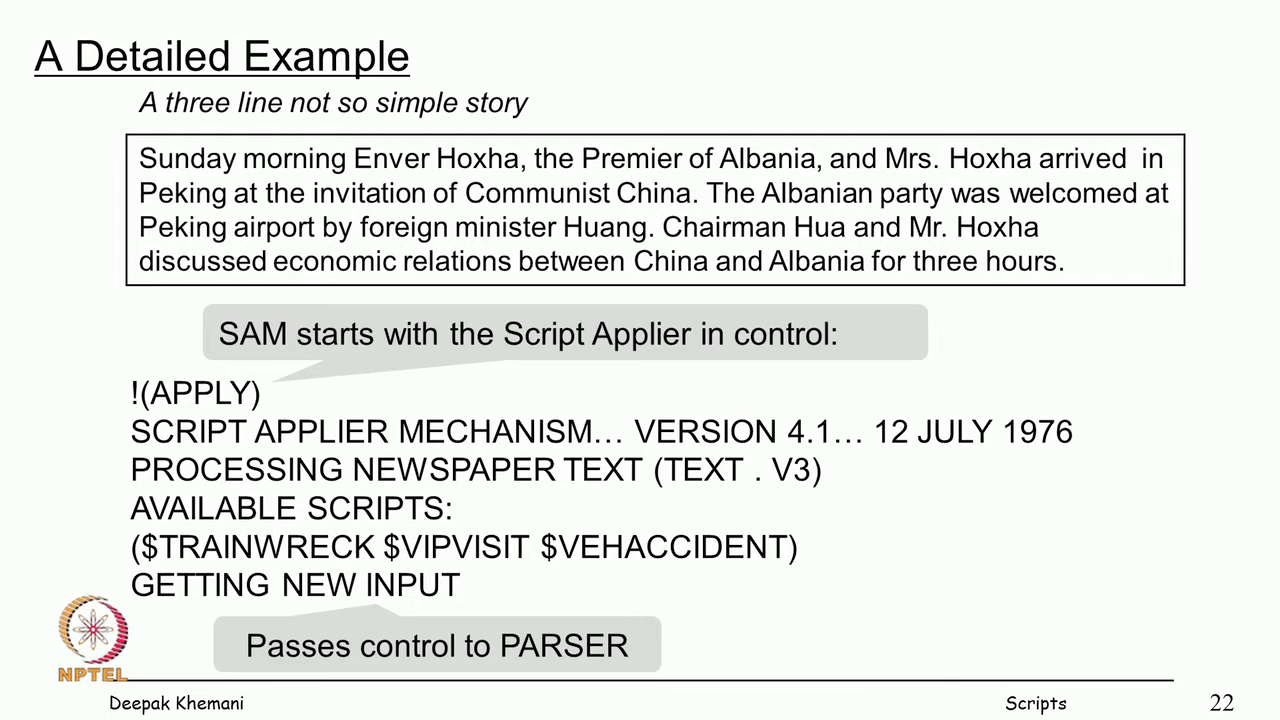 A Detailed Example
A three line not so simple story
Sunday morning Enver Hoxha, the Premier of Albania, and Mrs. Hoxha arrived in
Peking at the invitation of Communist China. The Albanian party was welcomed at
Peking airport by foreign minister Huang. Chairman Hua and Mr. Hoxha
discussed economic relations between China and Albania for three hours.
SAM starts with the Script Applier in control:
!(APPLY)
SCRIPT APPLIER MECHANISM… VERSION 4.1… 12 JULY 1976
PROCESSING NEWSPAPER TEXT (TEXT . V3)
AVAILABLE SCRIPTS:
($TRAINWRECK $VIPVISIT $VEHACCIDENT)
GETTING NEW INPUT
Passes control to PARSER
NPTEL
Deepak Khemani
Scripts
22